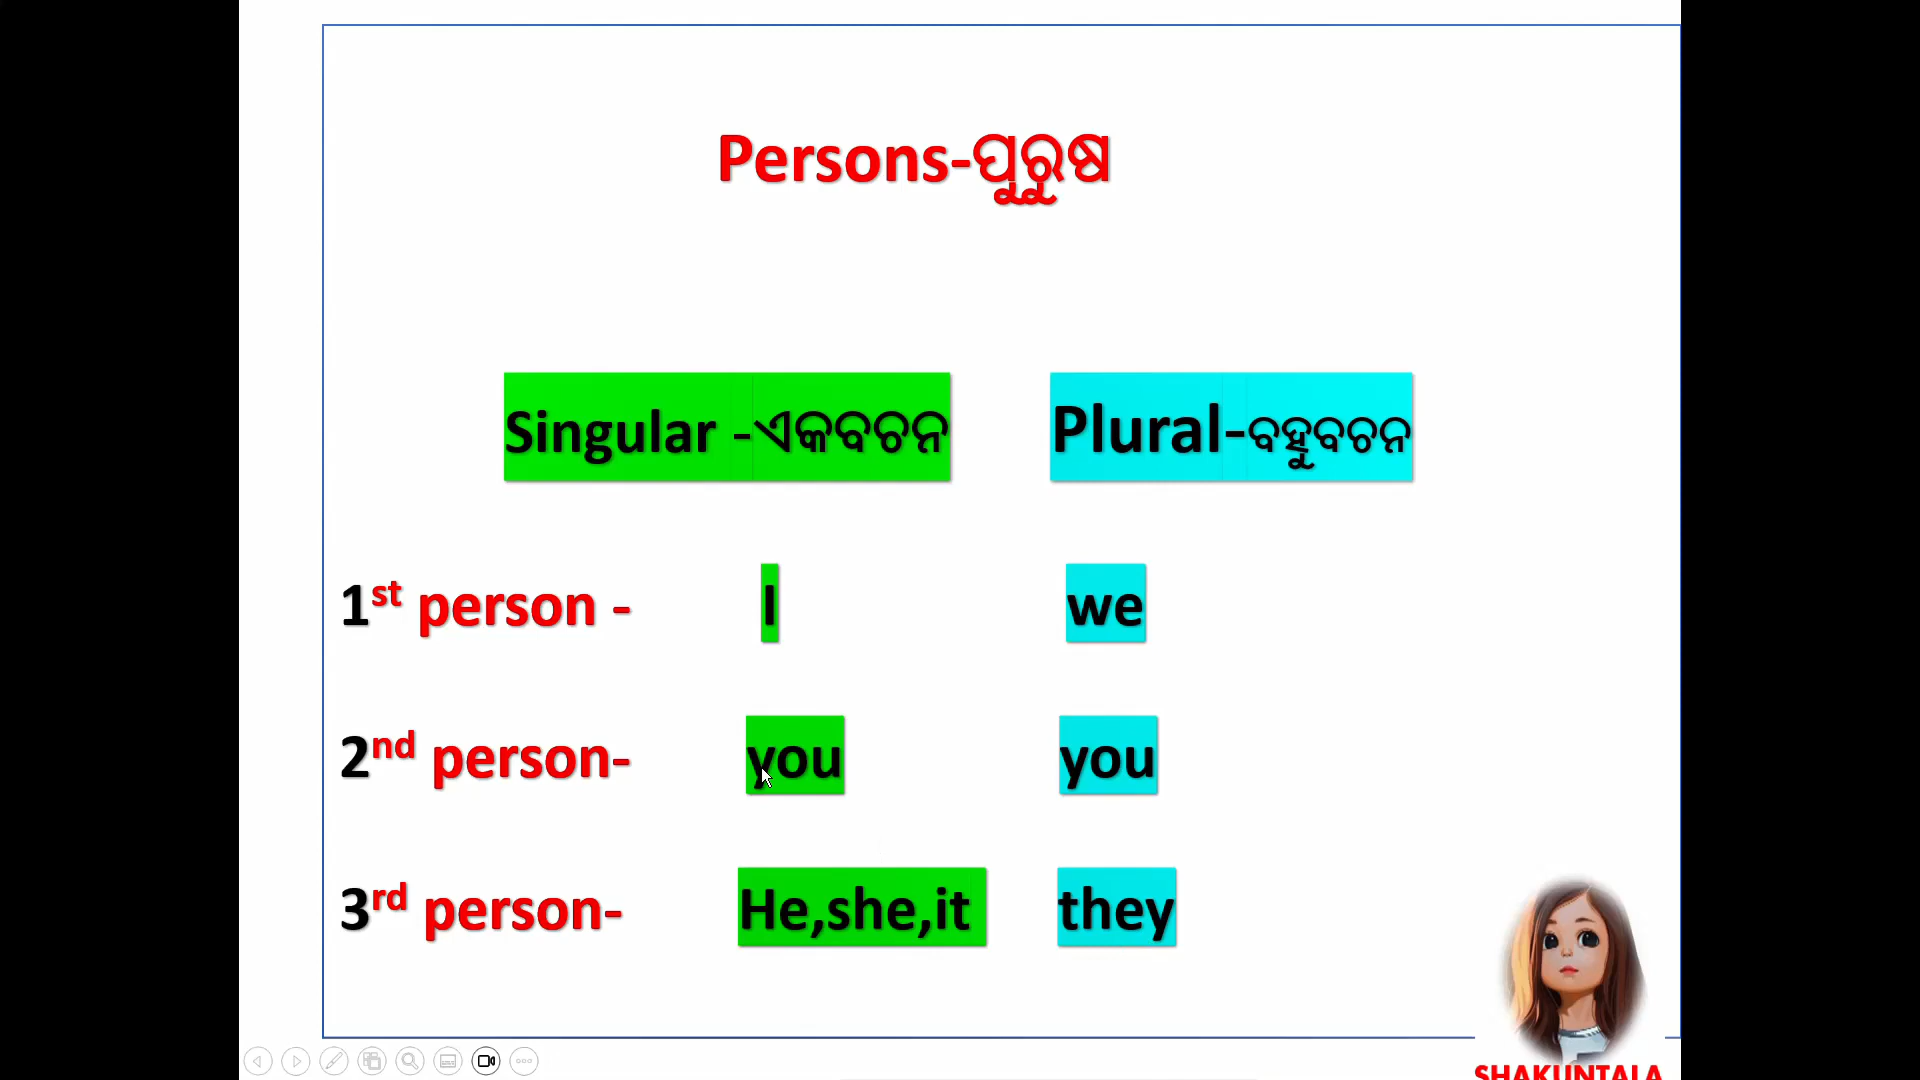 Persons-ପୁରୁଷ
Singular -ଏକବଚନ Plural-ବହୁବଚନ
1st person - I we
2nd person- you you
3rd person- He,she,it they
SHAKUNTALA